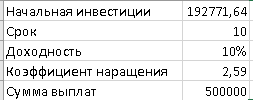 Начальная инвестиции 192771,64
Срок 10
Доходность 10%
Коэффициент наращения 2,59
Сумма выплат 500000